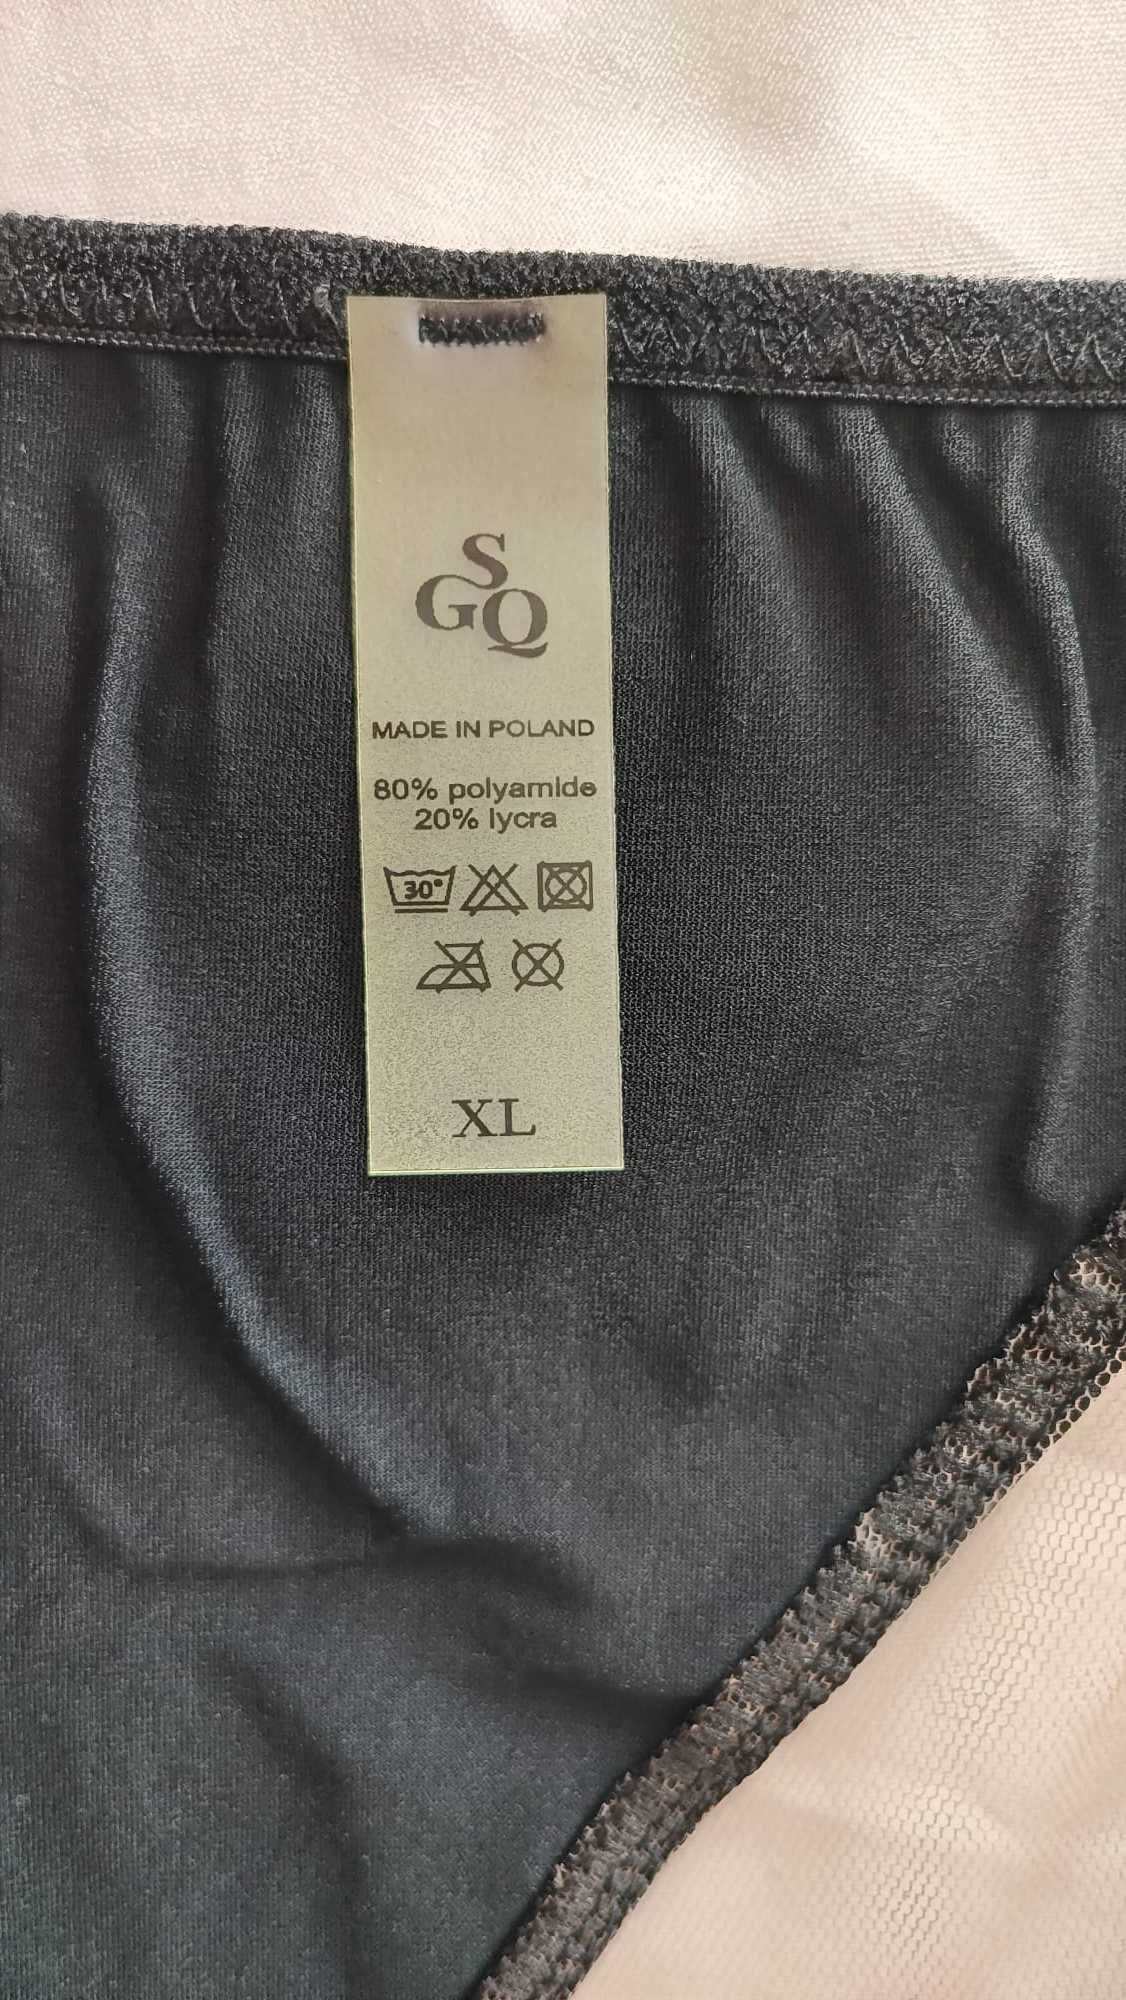 S
GQ
MADE IN POLAND
80% polyamide
20% lycra
30°
XL